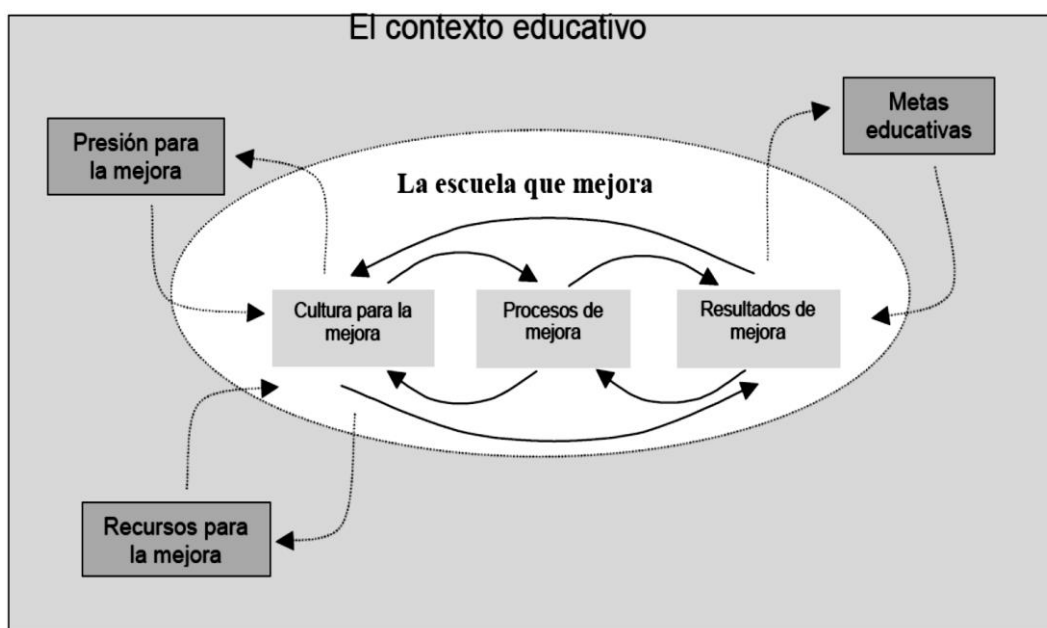 El contexto educativo
Metas
educativas
Presión para
la mejora
La escuela que mejora
Cultura para la
mejora
Procesos de
mejora
Resultados de
mejora
Recursos para
la mejora